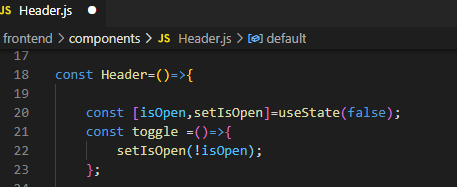 JS Header.js
frontend > components > JS Header.js > default
17
18 const Header=()=>{
19
20 const [isOpen,setIsOpen]=useState(false);
21 const toggle =()=>{
22 setIsOpen(!isOpen);
23 };